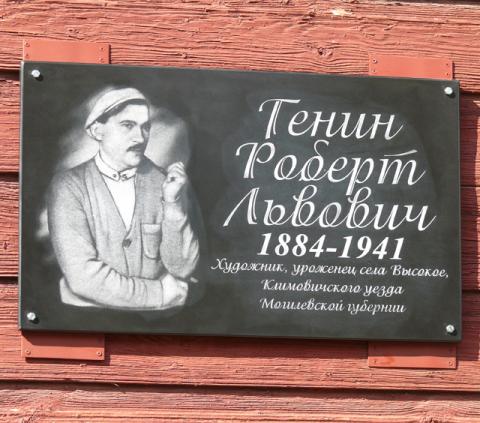 Генин
Роберт
Львович
1884-1941
Художник, уроженец села Высокое,
Климовичского уезда
Могилевской губернии